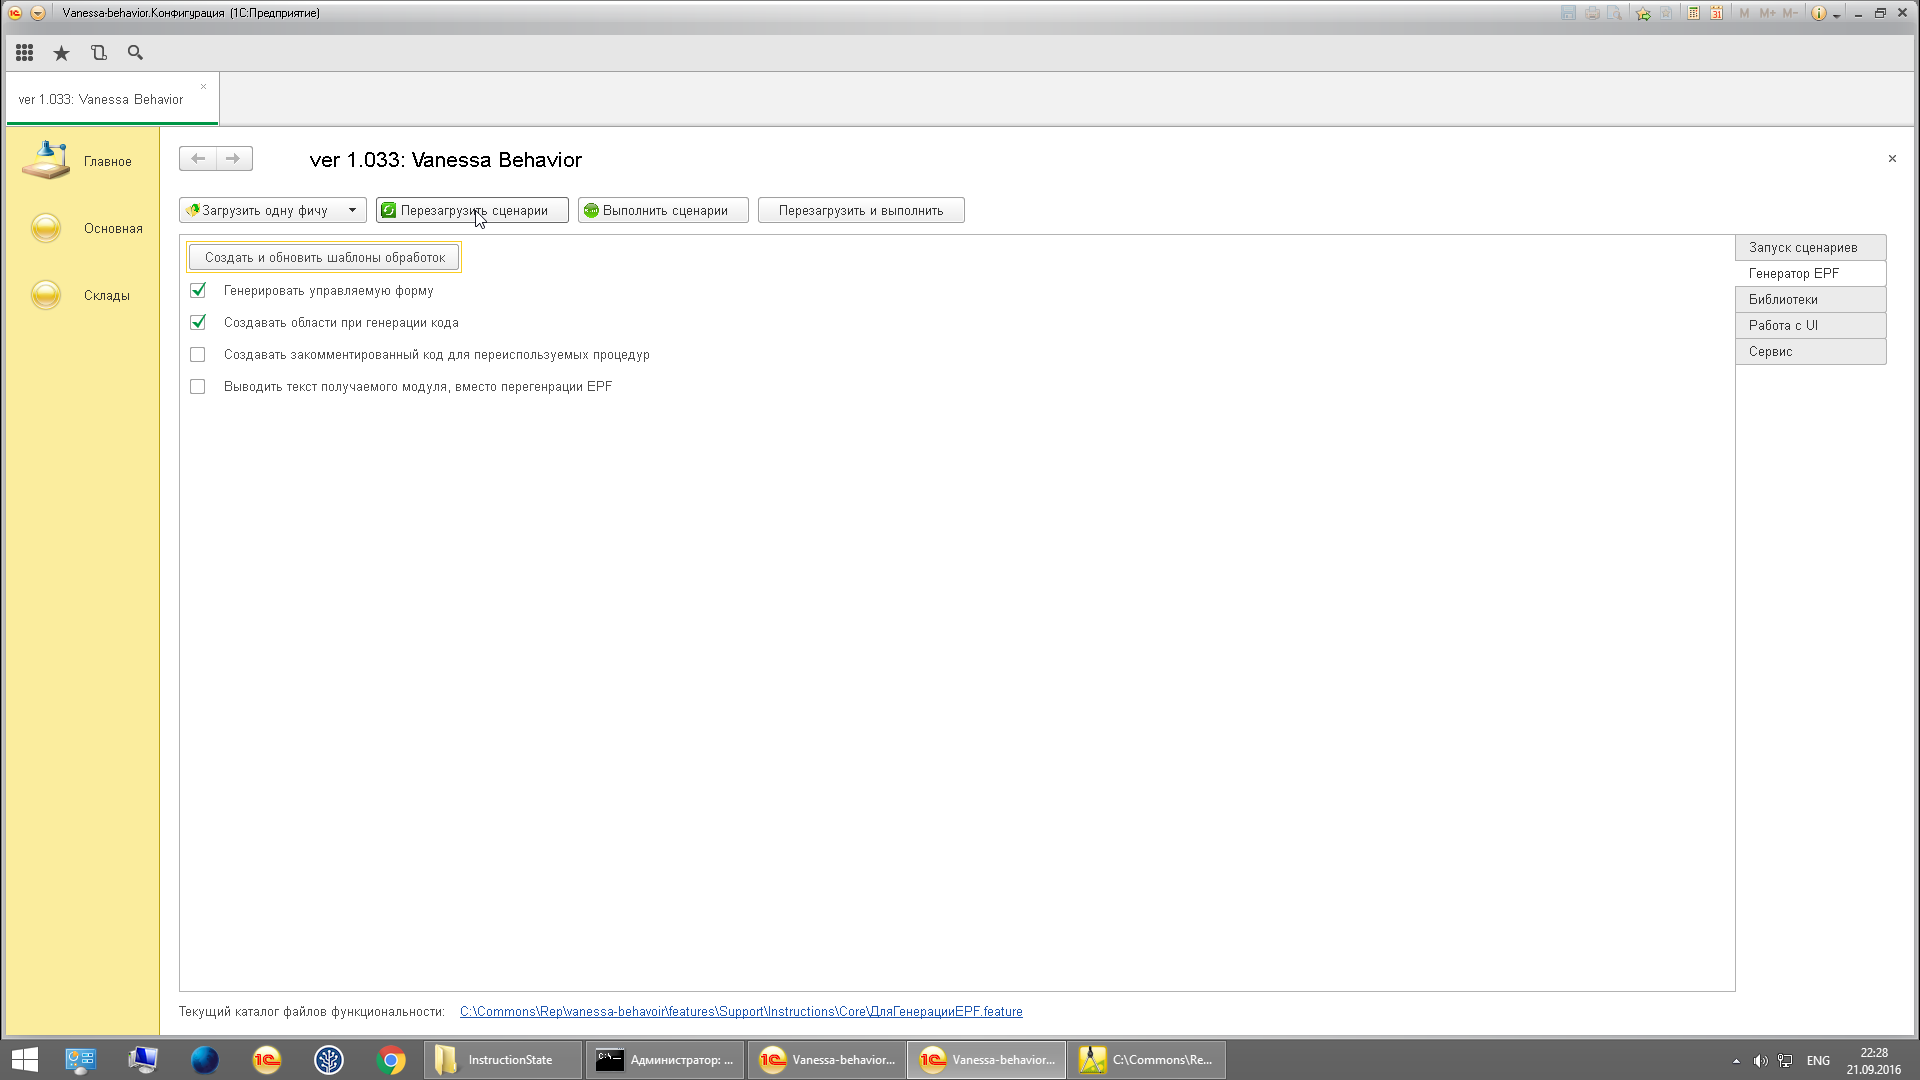 Vanessa-behavior.Конфигурация (1С:Предприятие)
M M+ M-
ver 1.033: Vanessa Behavior
Главное
Основная
Склады
ver 1.033: Vanessa Behavior
Загрузить одну фичу
Перезагрузить сценарии
Выполнить сценарии
Перезагрузить и выполнить
Создать и обновить шаблоны обработок
Генерировать управляемую форму
Создавать области при генерации кода
Создавать закомментированный код для переиспользуемых процедур
Выводить текст получаемого модуля, вместо перегенрации EPF
Запуск сценариев
Генератор EPF
Библиотеки
Работа с UI
Сервис
Текущий каталог файлов функциональности: C:\Commons\Rep\vanessa-behavoir\features\Support\Instructions\Core\ДляГенерацииEPF.feature
InstructionState
Администратор: ...
Vanessa-behavior...
Vanessa-behavior...
C:\Commons\Re...
ENG
22:28
21.09.2016